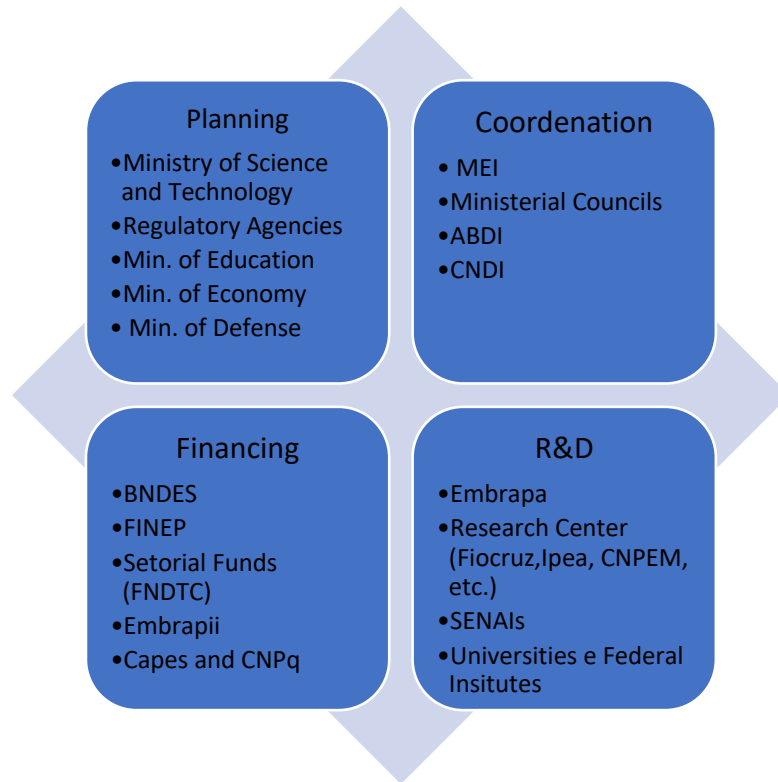 Planning
•Ministry of Science
and Technology
•Regulatory Agencies
•Min. of Education
•Min. of Economy
• Min. of Defense
Coordenation
• MEI
•Ministerial Councils
•ABDI
•CNDI
Financing
•BNDES
•FINEP
•Setorial Funds
(FNDTC)
•Embrapii
•Capes and CNPq
R&D
•Embrapa
•Research Center
(Fiocruz,Ipea, CNPEM,
etc.)
•SENAIs
•Universities e Federal
Insitutes